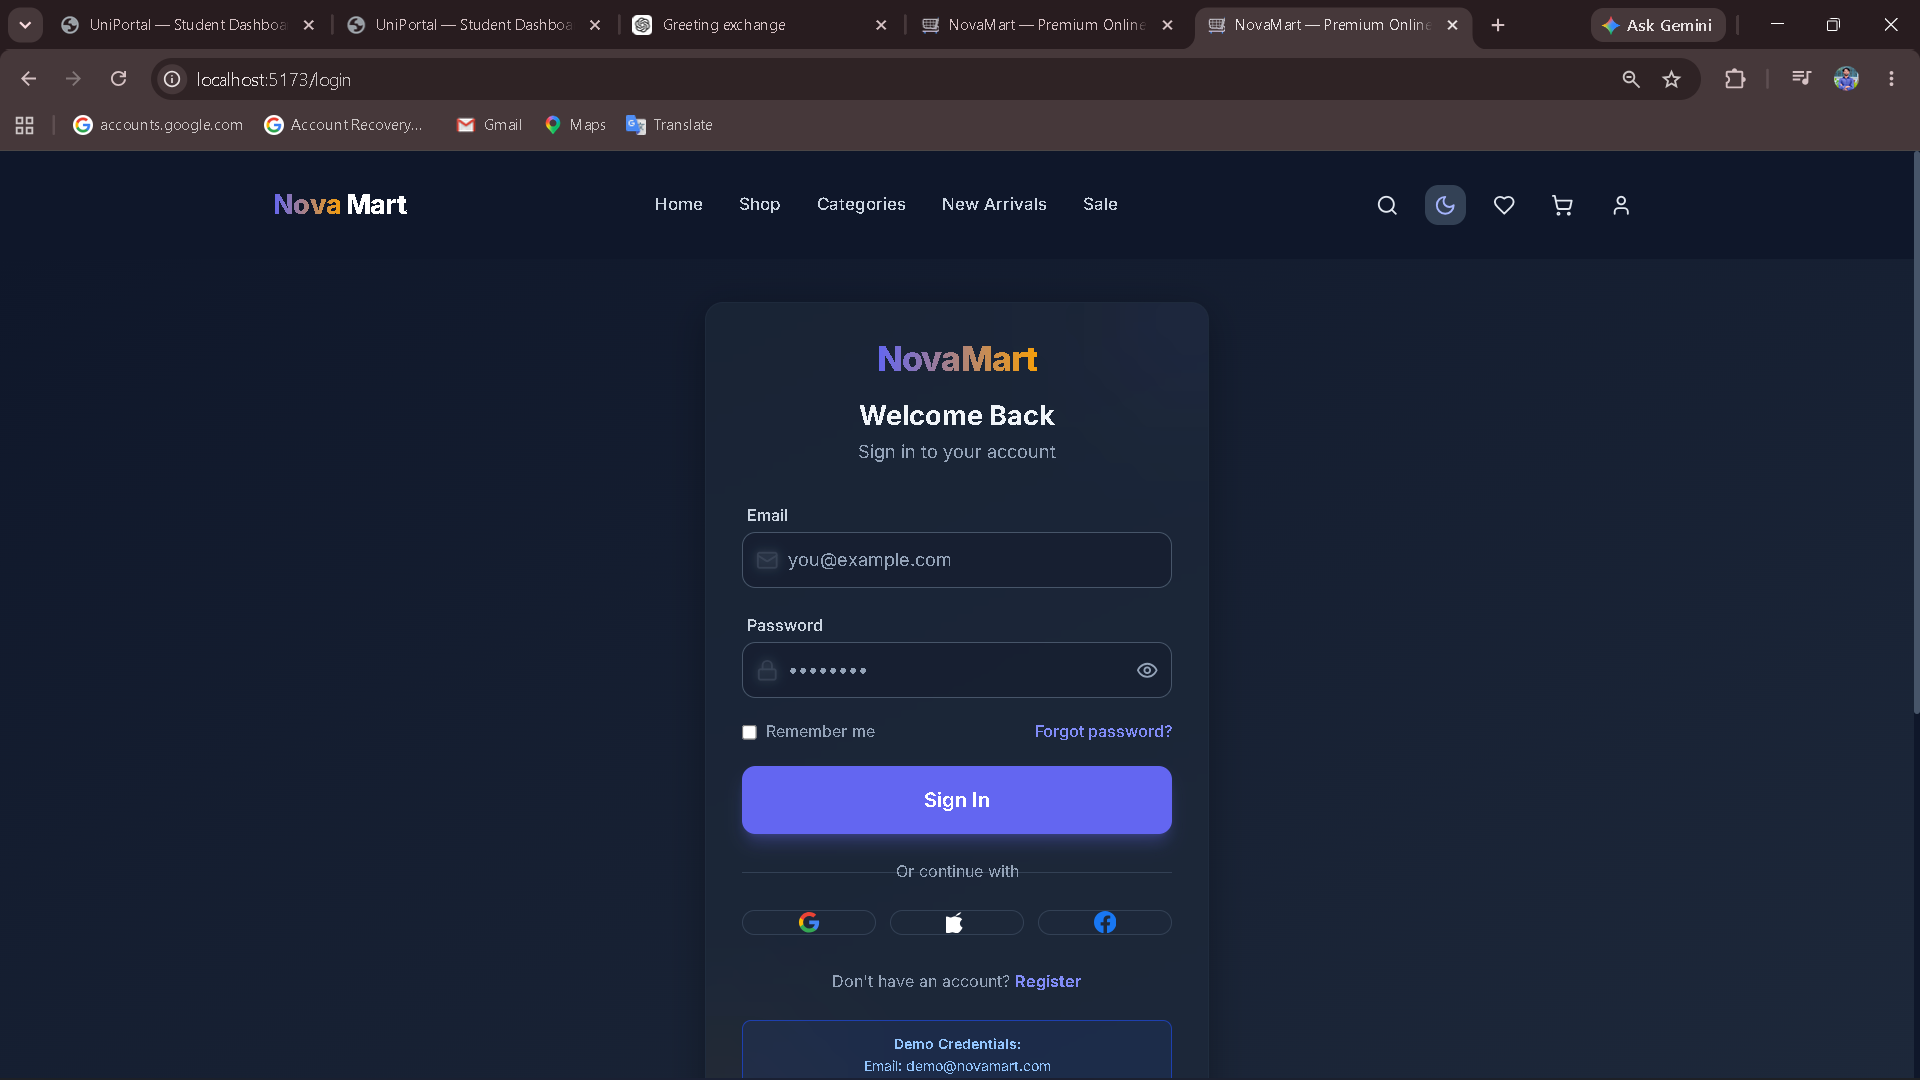 UniPortal — Student Dashboa
UniPortal — Student Dashboa
Greeting exchange
NovaMart — Premium Online
NovaMart — Premium Online
Ask Gemini
localhost:5173/login
accounts.google.com
Account Recovery...
Gmail
Maps
Translate
Nova Mart
Home
Shop
Categories
New Arrivals
Sale
NovaMart
Welcome Back
Sign in to your account
Email
you@example.com
Password
Remember me
Forgot password?
Sign In
Or continue with
Don't have an account? Register
Demo Credentials:
Email: demo@novamart.com